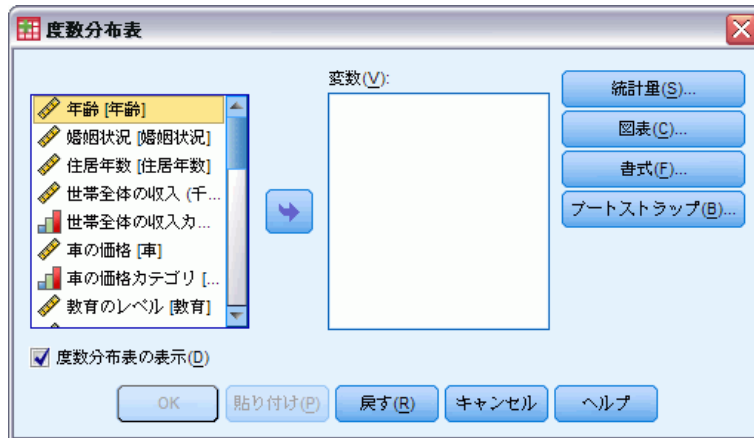 度数分布表
年齢 [年齢]
婚姻状況 [婚姻状況]
住居年数 [住居年数]
世帯全体の収入 (千...
世帯全体の収入カ...
車の価格 [車]
車の価格カテゴリ [...
教育のレベル [教育]
変数(V):
統計量(S)...
図表(C)...
書式(F)...
ブートストラップ(B)...
度数分布表の表示(D)
OK
貼り付け(P)
戻す(R)
キャンセル
ヘルプ